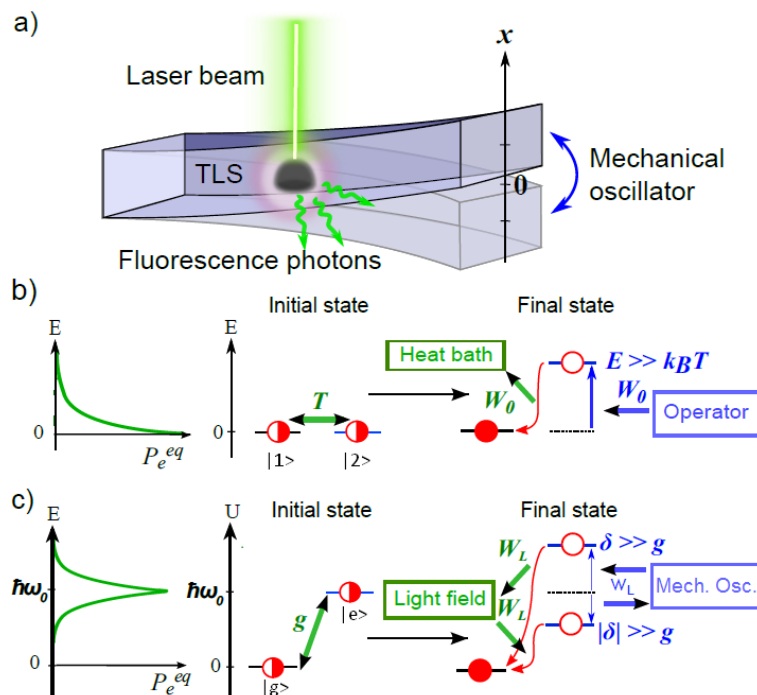 a)
x
Laser beam
TLS
0
Mechanical
oscillator
Fluorescence photons
b)
Initial state
Final state
E
E
Heat bath
E >> k_BT
T
W_0
W_0
Operator
0
0
P_e^eq
|1>
|2>
c)
E
U
Initial state
Final state
W_L
δ >> g
ħω_0
ħω_0
g
|e>
Light field
W_L
W_L
Mech. Osc.
|δ| >> g
0
0
P_e^eq
|g>